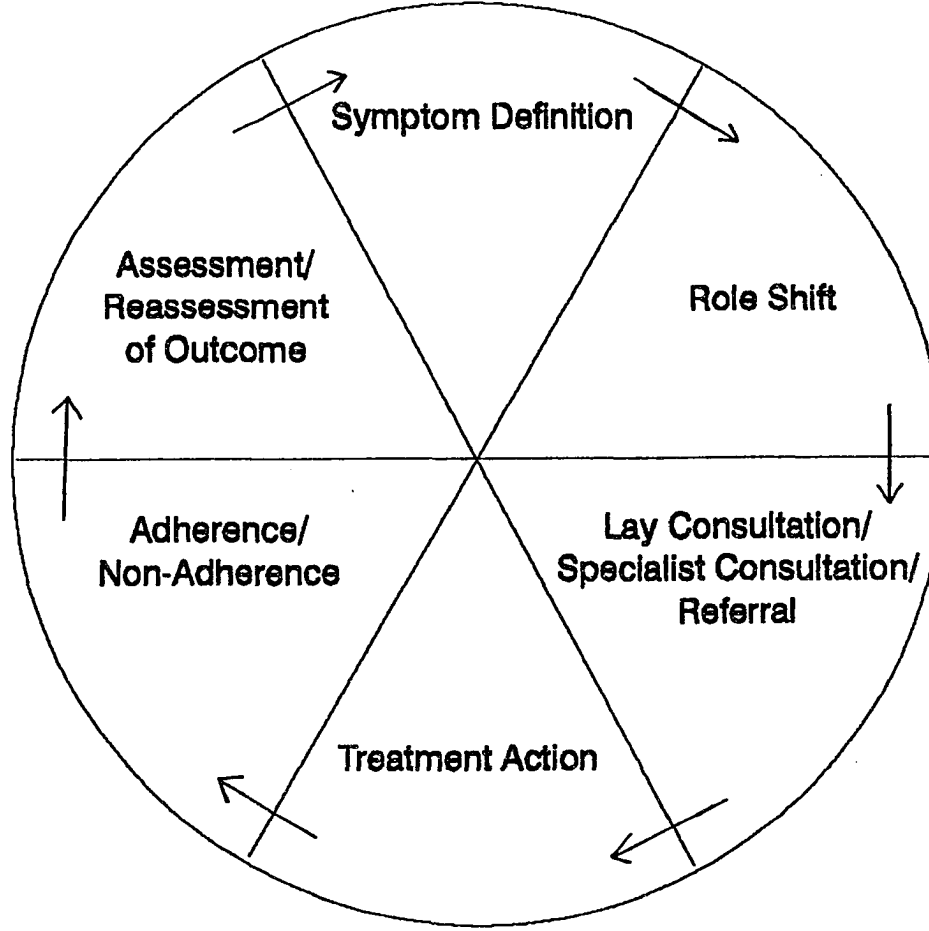 Symptom Definition
Role Shift
Lay Consultation/
Specialist Consultation/
Referral
Treatment Action
Adherence/
Non-Adherence
Assessment/
Reassessment
of Outcome